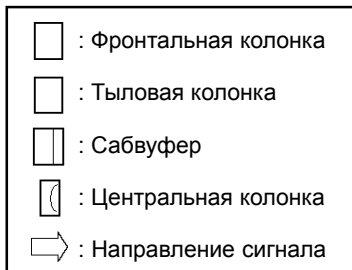 : Фронтальная колонка
: Тыловая колонка
: Сабвуфер
: Центральная колонка
: Направление сигнала